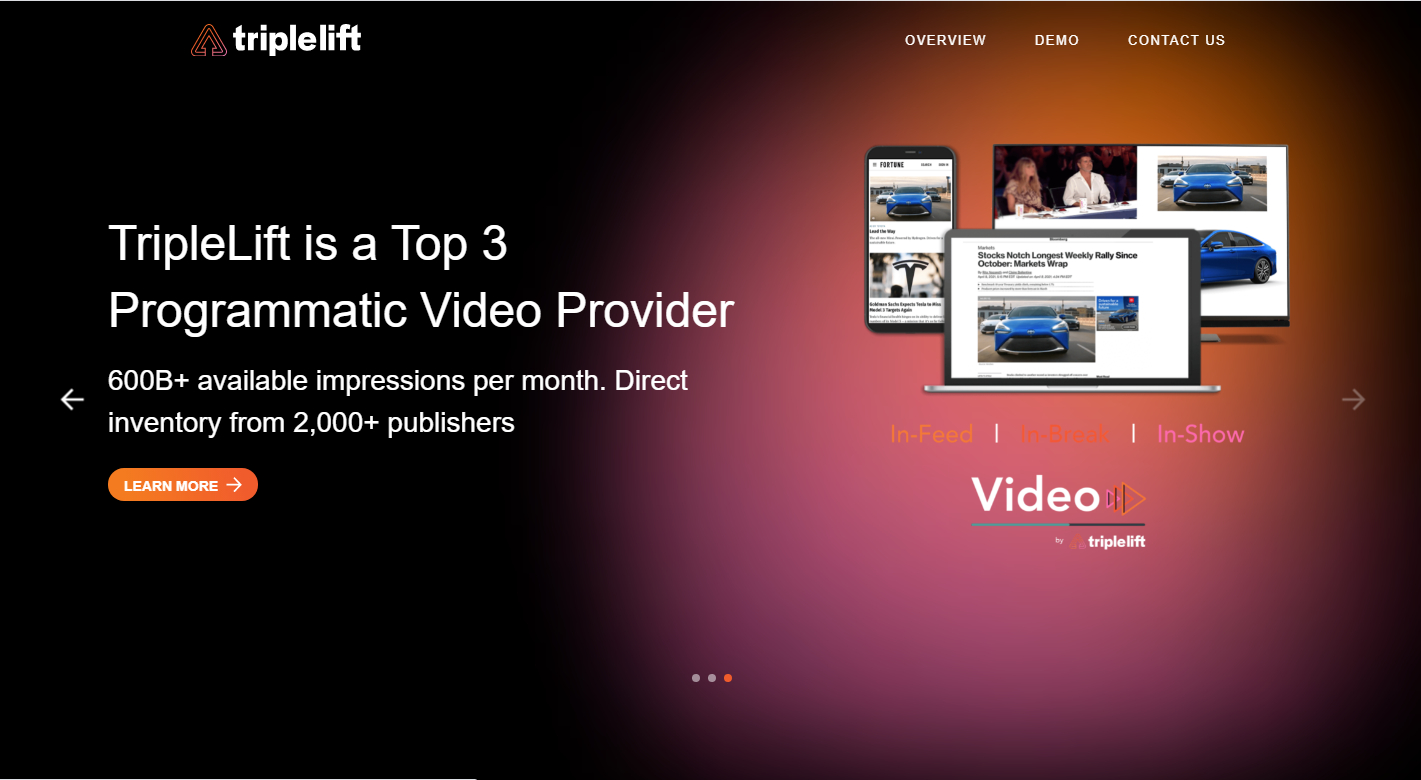 triplelift
OVERVIEW
DEMO
CONTACT US
TripleLift is a Top 3
Programmatic Video Provider
600B+ available impressions per month. Direct
inventory from 2,000+ publishers
LEARN MORE
FORTUNE
Lead the Way
Goldman Sachs Expects Tesla to Miss
Model 3 Targets Again
Bloomberg
Markets
Stocks Notch Longest Weekly Rally Since
October: Markets Wrap
In-Feed | In-Break | In-Show
Video
by triplelift